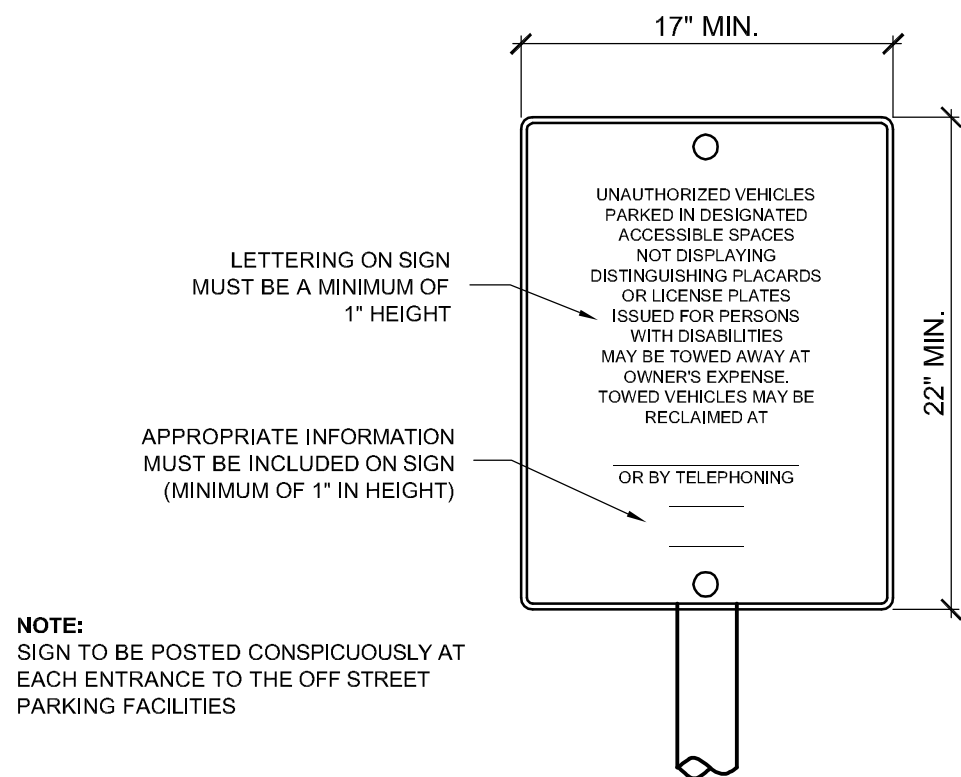 17" MIN.
UNAUTHORIZED VEHICLES
PARKED IN DESIGNATED
ACCESSIBLE SPACES
NOT DISPLAYING
DISTINGUISHING PLACARDS
OR LICENSE PLATES
ISSUED FOR PERSONS
WITH DISABILITIES
MAY BE TOWED AWAY AT
OWNER'S EXPENSE.
TOWED VEHICLES MAY BE
RECLAIMED AT
OR BY TELEPHONING
22" MIN.
LETTERING ON SIGN
MUST BE A MINIMUM OF
1" HEIGHT
APPROPRIATE INFORMATION
MUST BE INCLUDED ON SIGN
(MINIMUM OF 1" IN HEIGHT)
NOTE:
SIGN TO BE POSTED CONSPICUOUSLY AT
EACH ENTRANCE TO THE OFF STREET
PARKING FACILITIES